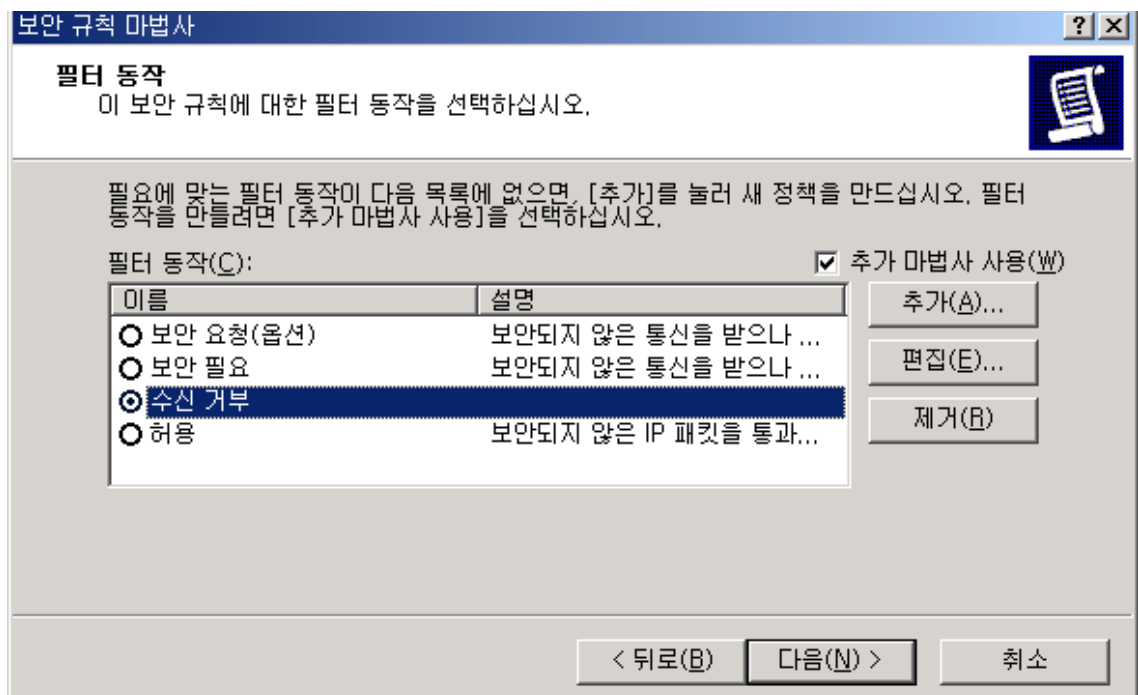 보안 규칙 마법사
필터 동작
이 보안 규칙에 대한 필터 동작을 선택하십시오.
필요에 맞는 필터 동작이 다음 목록에 없으면, [추가]를 눌러 새 정책을 만드십시오. 필터
동작을 만들려면 [추가 마법사 사용]을 선택하십시오.
필터 동작(C):
추가 마법사 사용(W)
이름 설명
보안 요청(옵션) 보안되지 않은 통신을 받으나 ...
보안 필요 보안되지 않은 통신을 받으나 ...
수신 거부
허용 보안되지 않은 IP 패킷을 통과...
추가(A)...
편집(E)...
제거(R)
< 뒤로(B)
다음(N) >
취소